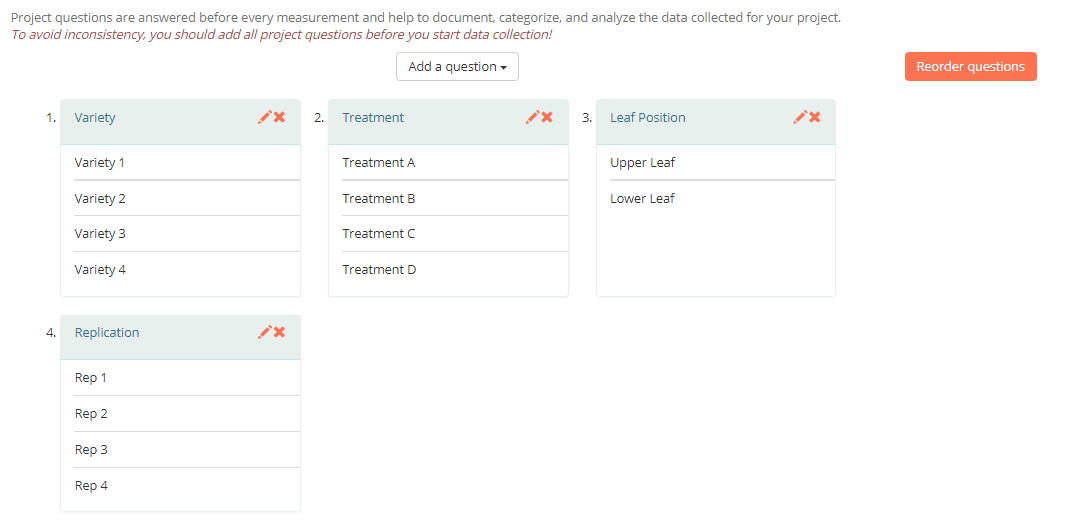 Project questions are answered before every measurement and help to document, categorize, and analyze the data collected for your project.
To avoid inconsistency, you should add all project questions before you start data collection!
Add a question
Reorder questions
1. Variety
Variety 1
Variety 2
Variety 3
Variety 4
2. Treatment
Treatment A
Treatment B
Treatment C
Treatment D
3. Leaf Position
Upper Leaf
Lower Leaf
4. Replication
Rep 1
Rep 2
Rep 3
Rep 4